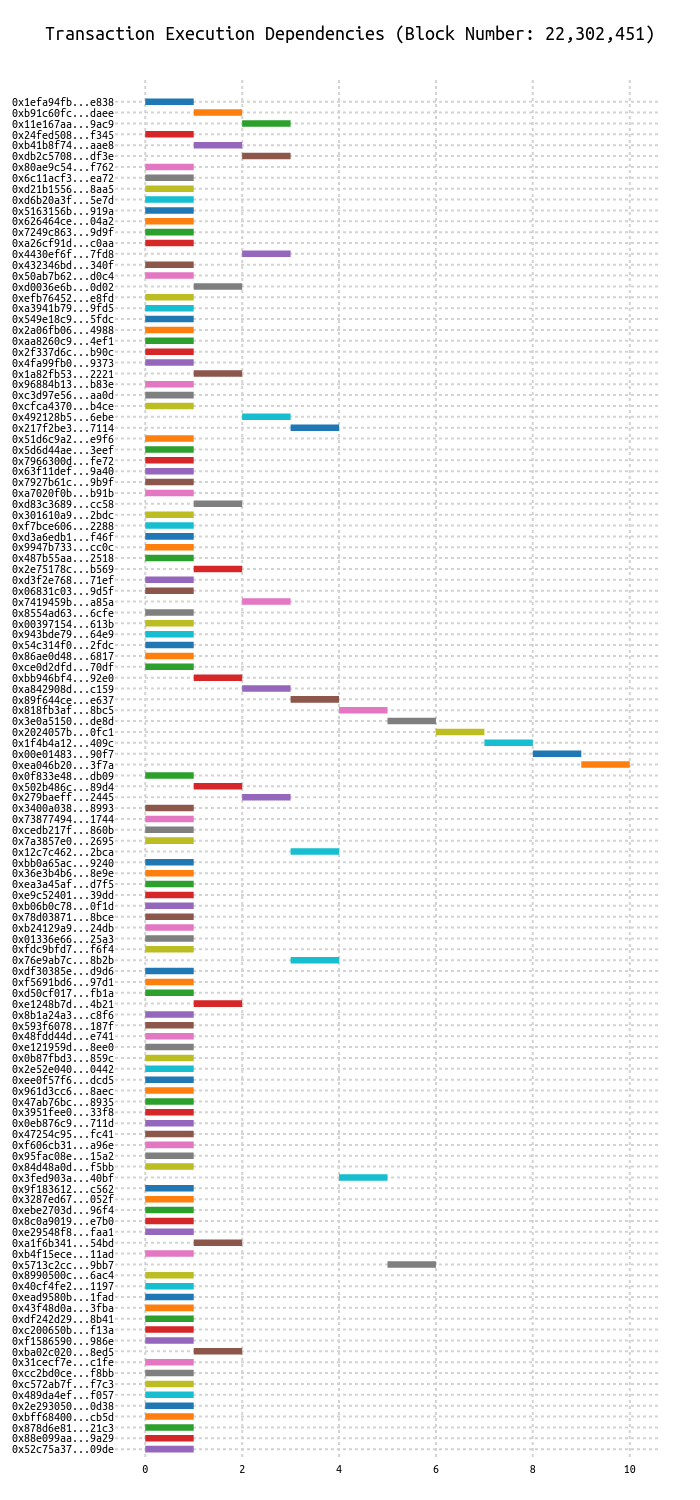 Transaction Execution Dependencies (Block Number: 22,302,451)
0x1efa94fb...e838
0xb91c60fc...daee
0x11e167aa...9ac9
0x24fed508...f345
0xb41b8f74...aae8
0xdb2c5708...df3e
0x80ae9c54...f762
0x6c11acf3...ea72
0xd21b1556...8aa5
0xd6b20a3f...5e7d
0x5163156b...919a
0x626464ce...04a2
0x7249c863...9d9f
0xa26cf91d...c0aa
0x4430ef6f...7fd8
0x432346bd...340f
0x50ab7b62...d0c4
0xd0036e6b...0d02
0xefb76452...e8fd
0xa3941b79...9fd5
0x549e18c9...5fdc
0x2a06fb06...4988
0xaa8260c9...4ef1
0x2f337d6c...b90c
0x4fa99fb0...9373
0x1a82fb53...2221
0x96884b13...b83e
0xc3d97e56...aa0d
0xcfca4370...b4ce
0x492128b5...6ebe
0x217f2be3...7114
0x51d6c9a2...e9f6
0x5d6d44ae...3eef
0x7966300d...fe72
0x63f11def...9a40
0x7927b61c...9b9f
0xa7020f0b...b91b
0xd83c3689...cc58
0x301610a9...2bdc
0xf7bce606...2288
0xd3a6edb1...f46f
0x9947b733...cc0c
0x487b55aa...2518
0x2e75178c...b569
0xd3f2e768...71ef
0x06831c03...9d5f
0x7419459b...a85a
0x8554ad63...6cfe
0x00397154...613b
0x943bde79...64e9
0x54c314f0...2fdc
0x86ae0d48...6817
0xce0d2dfd...70df
0xbb946bf4...92e0
0xa842908d...c159
0x89f644ce...e637
0x818fb3af...8bc5
0x3e0a5150...de8d
0x2024057b...0fc1
0x1f4b4a12...409c
0x00e01483...90f7
0xea046b20...3f7a
0x0f833e48...db09
0x502b486c...89d4
0x279baeff...2445
0x3400a038...8993
0x73877494...1744
0xcedb217f...860b
0x7a3857e0...2695
0x12c7c462...2bca
0xbb0a65ac...9240
0x36e3b4b6...8e9e
0xea3a45af...d7f5
0xe9c52401...39dd
0xb06b0c78...0f1d
0x78d03871...8bce
0xb24129a9...24db
0x01336e66...25a3
0xfdc9bfd7...f6f4
0x76e9ab7c...8b2b
0xdf30385e...d9d6
0xf5691bd6...97d1
0xd50cf017...fb1a
0xe1248b7d...4b21
0x8b1a24a3...c8f6
0x593f6078...187f
0x48fdd44d...e741
0xe121959d...8ee0
0x0b87fbd3...859c
0x2e52e040...0442
0xee0f57f6...dcd5
0x961d3cc6...8aec
0x47ab76bc...8935
0x3951fee0...33f8
0x0eb876c9...711d
0x47254c95...fc41
0xf606cb31...a96e
0x95fac08e...15a2
0x84d48a0d...f5bb
0x3fed903a...40bf
0x9f183612...c562
0x3287ed67...052f
0xebe2703d...96f4
0x8c0a9019...e7b0
0xe29548f8...faa1
0xa1f6b341...54bd
0xb4f15ece...11ad
0x5713c2cc...9bb7
0x8990500c...6ac4
0x40cf4fe2...1197
0xead9580b...1fad
0x43f48d0a...3fba
0xdf242d29...8b41
0xc200650b...f13a
0xf1586590...986e
0xba02c020...8ed5
0x31cecf7e...c1fe
0xcc2bd0ce...f8bb
0xc572ab7f...f7c3
0x489da4ef...f057
0x2e293050...0d38
0xbff68400...cb5d
0x878d6e81...21c3
0x88e099aa...9a29
0x52c75a37...09de
0 2 4 6 8 10